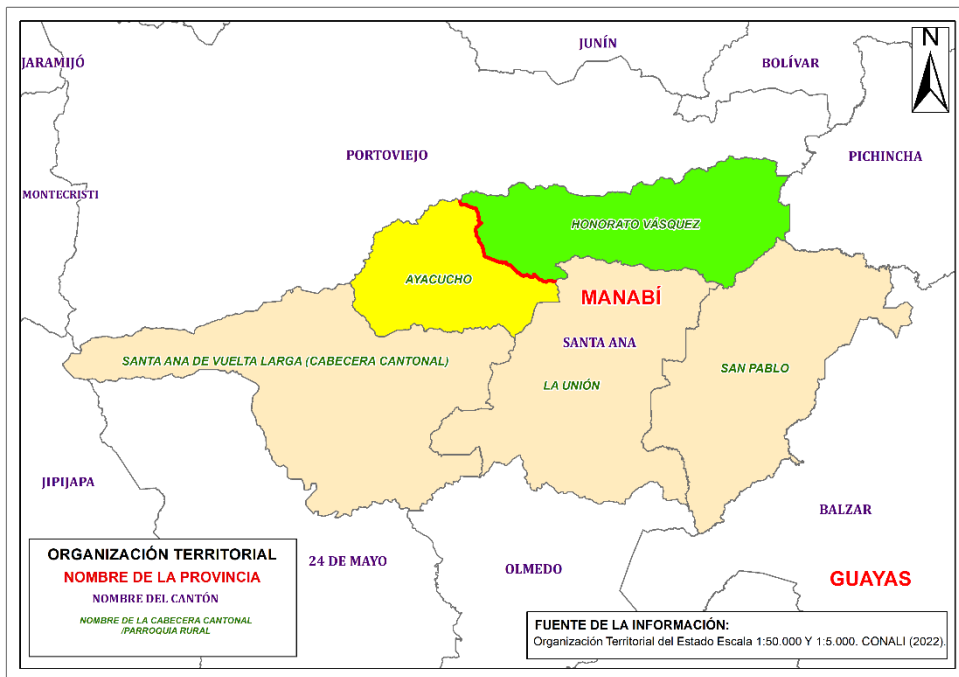 JUNÍN
N
JARAMIJÓ
BOLÍVAR
PORTOVIEJO
PICHINCHA
MONTECRISTI
HONORATO VÁSQUEZ
AYACUCHO
MANABÍ
SANTA ANA
SANTA ANA DE VUELTA LARGA (CABECERA CANTONAL)
SAN PABLO
LA UNIÓN
JIPIJAPA
BALZAR
ORGANIZACIÓN TERRITORIAL
NOMBRE DE LA PROVINCIA
NOMBRE DEL CANTÓN
NOMBRE DE LA CABECERA CANTONAL
/PARROQUIA RURAL
24 DE MAYO
OLMEDO
GUAYAS
FUENTE DE LA INFORMACIÓN:
Organización Territorial del Estado Escala 1:50.000 Y 1:5.000. CONALI (2022).